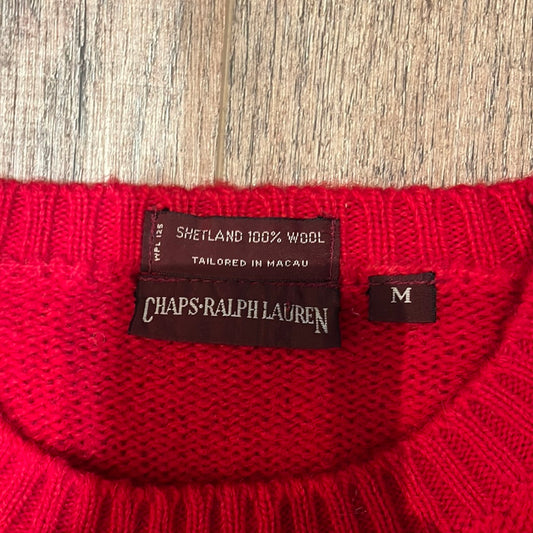 WPL 125
SHETLAND 100% WOOL
TAILORED IN MACAU
CHAPS·RALPH LAUREN
M